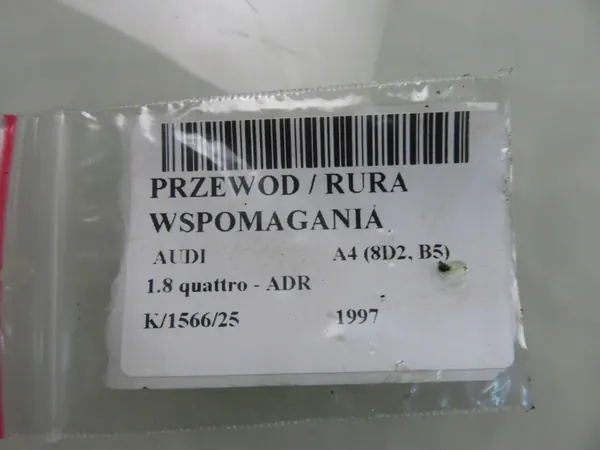 PRZEWOD / RURA
WSPOMAGANIA
AUDI A4 (8D2, B5)
1.8 quattro - ADR
K/1566/25 1997